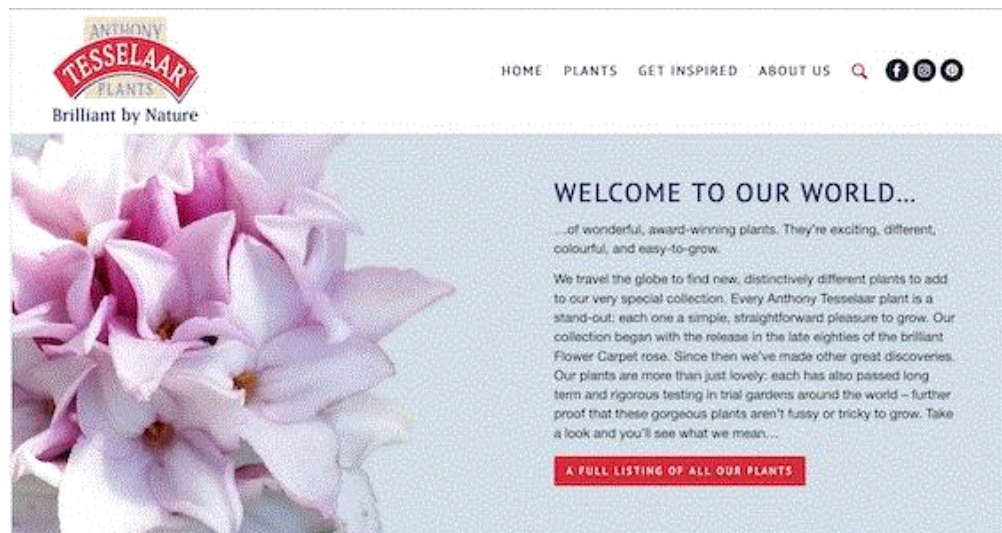 ANTHONY
TESSELAAR
PLANTS
Brilliant by Nature
HOME PLANTS GET INSPIRED ABOUT US
WELCOME TO OUR WORLD...
...of wonderful, award-winning plants. They're exciting, different,
colourful, and easy-to-grow.
We travel the globe to find new, distinctively different plants to add
to our very special collection. Every Anthony Tesselaar plant is a
stand-out: each one a simple, straightforward pleasure to grow. Our
collection began with the release in the late eighties of the brilliant
Flower Carpet rose. Since then we've made other great discoveries.
Our plants are more than just lovely: each has also passed long
term and rigorous testing in trial gardens around the world – further
proof that these gorgeous plants aren't fussy or tricky to grow. Take
a look and you'll see what we mean...
A FULL LISTING OF ALL OUR PLANTS